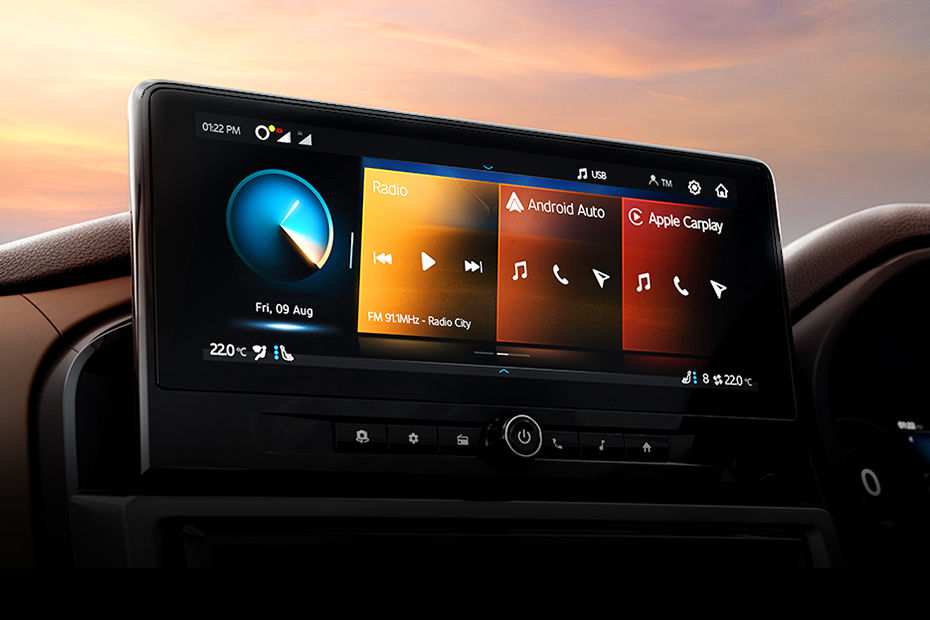 01:22 PM
USB
TM
Radio
Android Auto
Apple Carplay
FM 91.1MHz - Radio City
Fri, 09 Aug
22.0°C
8
22.0°C
0